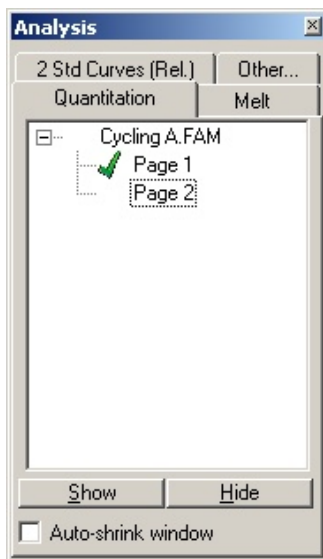 Analysis
2 Std Curves (Rel.) Other...
Quantitation Melt
Cycling A.FAM
Page 1
Page 2
Show Hide
Auto-shrink window